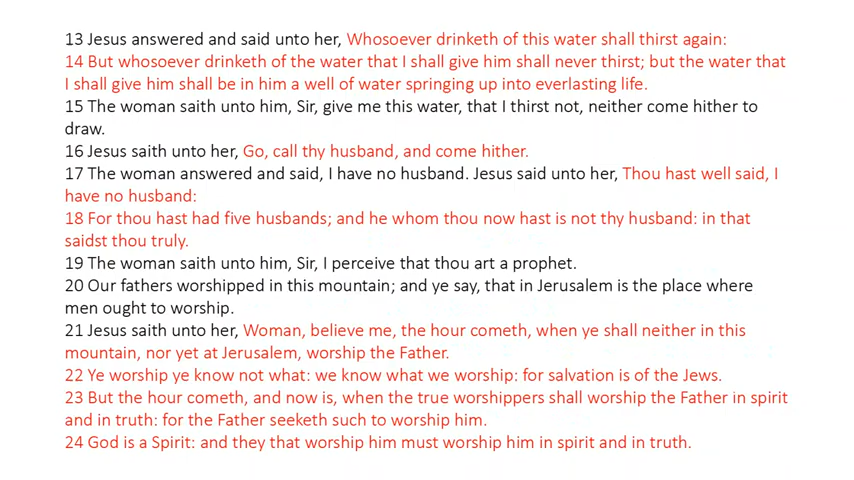 13 Jesus answered and said unto her, Whosoever drinketh of this water shall thirst again:
14 But whosoever drinketh of the water that I shall give him shall never thirst; but the water that
I shall give him shall be in him a well of water springing up into everlasting life.
15 The woman saith unto him, Sir, give me this water, that I thirst not, neither come hither to
draw.
16 Jesus saith unto her, Go, call thy husband, and come hither.
17 The woman answered and said, I have no husband. Jesus said unto her, Thou hast well said, I
have no husband:
18 For thou hast had five husbands; and he whom thou now hast is not thy husband: in that
saidst thou truly.
19 The woman saith unto him, Sir, I perceive that thou art a prophet.
20 Our fathers worshipped in this mountain; and ye say, that in Jerusalem is the place where
men ought to worship.
21 Jesus saith unto her, Woman, believe me, the hour cometh, when ye shall neither in this
mountain, nor yet at Jerusalem, worship the Father.
22 Ye worship ye know not what: we know what we worship: for salvation is of the Jews.
23 But the hour cometh, and now is, when the true worshippers shall worship the Father in spirit
and in truth: for the Father seeketh such to worship him.
24 God is a Spirit: and they that worship him must worship him in spirit and in truth.